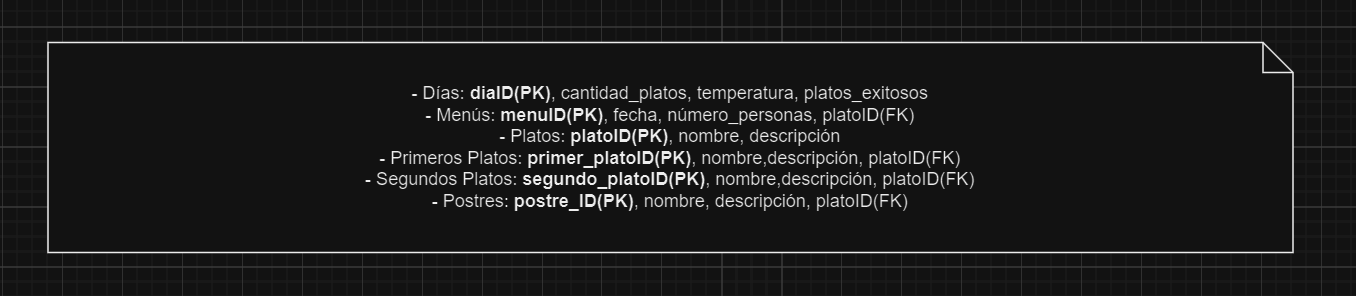 - Días: diaID(PK), cantidad_platos, temperatura, platos_exitosos
- Menús: menuID(PK), fecha, número_personas, platoID(FK)
- Platos: platoID(PK), nombre, descripción
- Primeros Platos: primer_platoID(PK), nombre,descripción, platoID(FK)
- Segundos Platos: segundo_platoID(PK), nombre,descripción, platoID(FK)
- Postres: postre_ID(PK), nombre, descripción, platoID(FK)